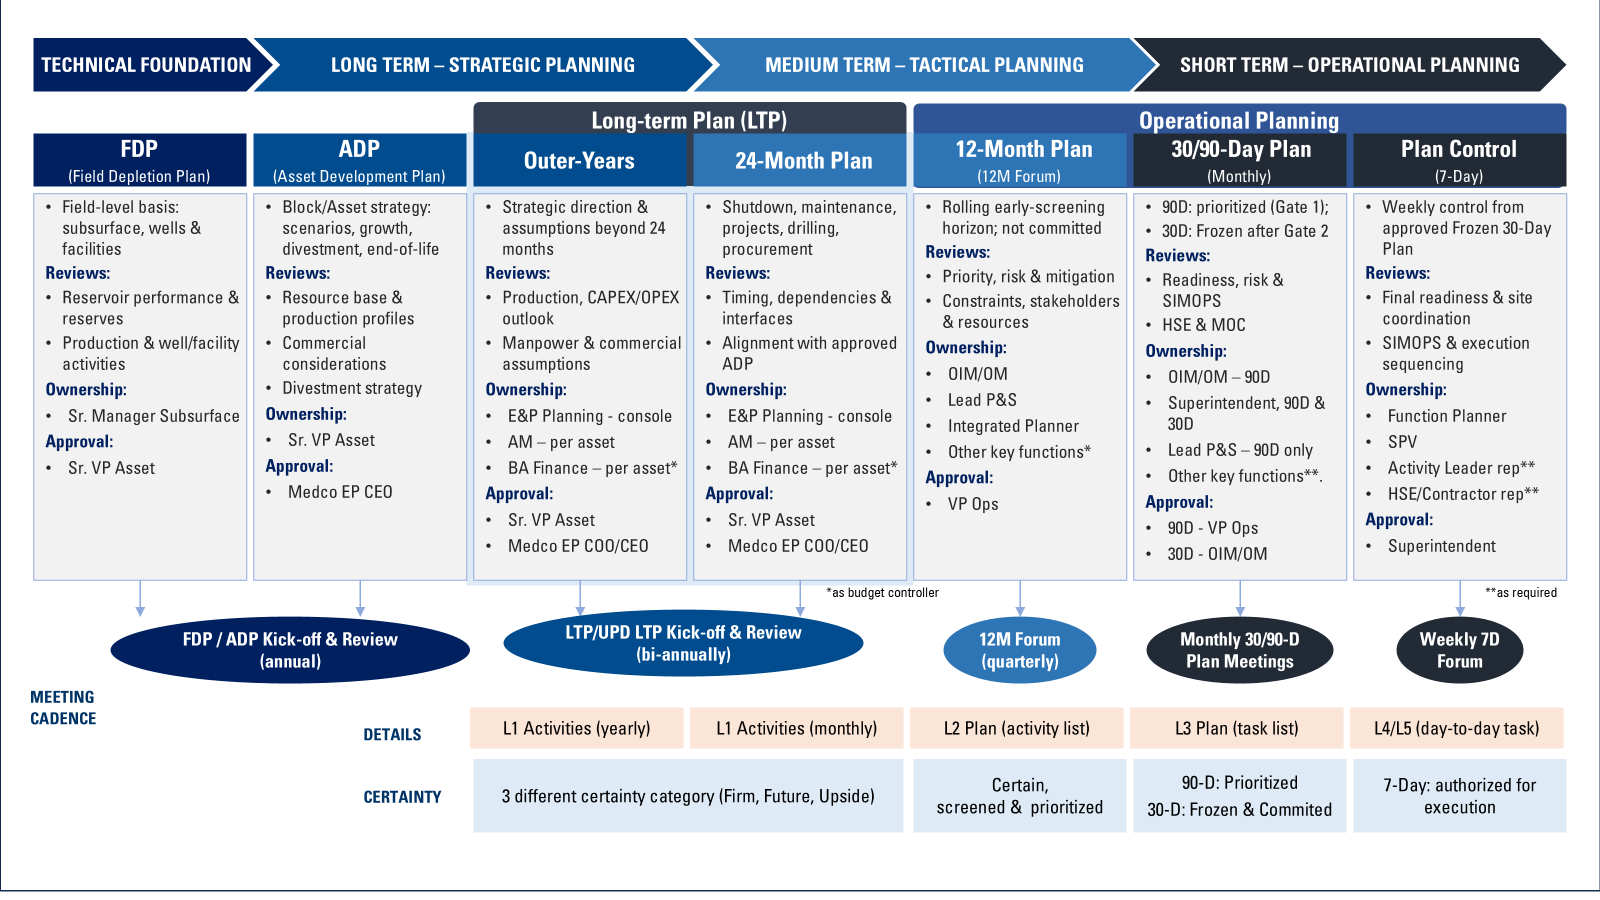 TECHNICAL FOUNDATION
LONG TERM – STRATEGIC PLANNING
MEDIUM TERM – TACTICAL PLANNING
SHORT TERM – OPERATIONAL PLANNING
Long-term Plan (LTP)
Operational Planning
FDP
(Field Depletion Plan)
ADP
(Asset Development Plan)
Outer-Years
24-Month Plan
12-Month Plan
(12M Forum)
30/90-Day Plan
(Monthly)
Plan Control
(7-Day)
• Field-level basis:
subsurface, wells &
facilities
Reviews:
• Reservoir performance &
reserves
• Production & well/facility
activities
Ownership:
• Sr. Manager Subsurface
Approval:
• Sr. VP Asset
• Block/Asset strategy:
scenarios, growth,
divestment, end-of-life
Reviews:
• Resource base &
production profiles
• Commercial
considerations
• Divestment strategy
Ownership:
• Sr. VP Asset
Approval:
• Medco EP CEO
• Strategic direction &
assumptions beyond 24
months
Reviews:
• Production, CAPEX/OPEX
outlook
• Manpower & commercial
assumptions
Ownership:
• E&P Planning - console
• AM – per asset
• BA Finance – per asset*
Approval:
• Sr. VP Asset
• Medco EP COO/CEO
• Shutdown, maintenance,
projects, drilling,
procurement
Reviews:
• Timing, dependencies &
interfaces
• Alignment with approved
ADP
Ownership:
• E&P Planning - console
• AM – per asset
• BA Finance – per asset*
Approval:
• Sr. VP Asset
• Medco EP COO/CEO
• Rolling early-screening
horizon; not committed
Reviews:
• Priority, risk & mitigation
• Constraints, stakeholders
& resources
Ownership:
• OIM/OM
• Lead P&S
• Integrated Planner
• Other key functions*
Approval:
• VP Ops
• 90D: prioritized (Gate 1);
• 30D: Frozen after Gate 2
Reviews:
• Readiness, risk &
SIMOPS
• HSE & MOC
Ownership:
• OIM/OM – 90D
• Superintendent, 90D &
30D
• Lead P&S – 90D only
• Other key functions**.
Approval:
• 90D - VP Ops
• 30D - OIM/OM
• Weekly control from
approved Frozen 30-Day
Plan
Reviews:
• Final readiness & site
coordination
• SIMOPS & execution
sequencing
Ownership:
• Function Planner
• SPV
• Activity Leader rep**
• HSE/Contractor rep**
Approval:
• Superintendent
*as budget controller
**as required
FDP / ADP Kick-off & Review
(annual)
LTP/UPD LTP Kick-off & Review
(bi-annually)
12M Forum
(quarterly)
Monthly 30/90-D
Plan Meetings
Weekly 7D
Forum
MEETING
CADENCE
DETAILS
L1 Activities (yearly)
L1 Activities (monthly)
L2 Plan (activity list)
L3 Plan (task list)
L4/L5 (day-to-day task)
CERTAINTY
3 different certainty category (Firm, Future, Upside)
Certain,
screened & prioritized
90-D: Prioritized
30-D: Frozen & Commited
7-Day: authorized for
execution